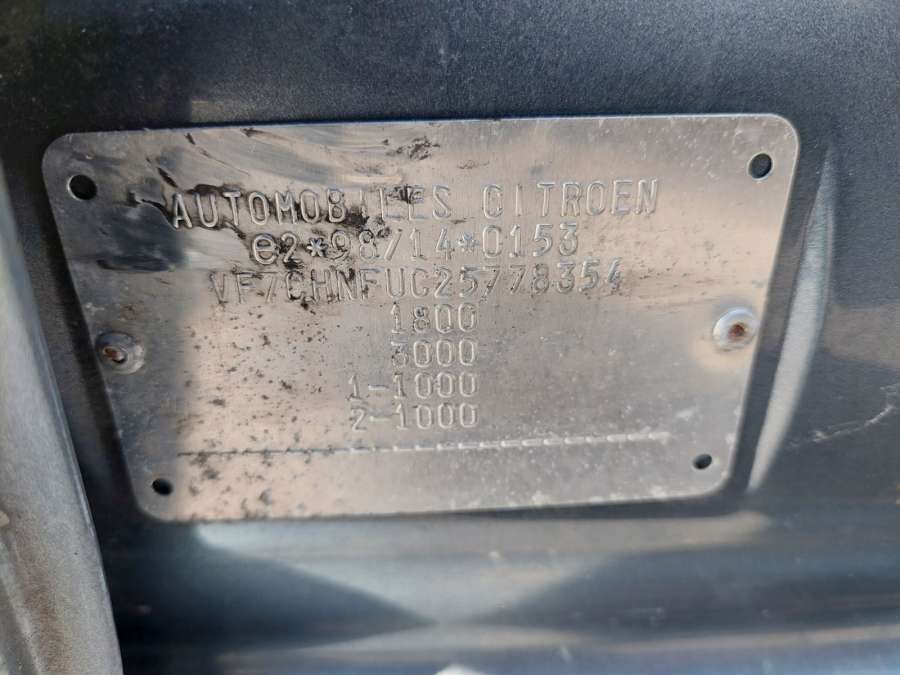 AUTOMOBILES CITROEN
e2*98/14*0153
VF7CHNFUC25778354
1800
3000
1-1000
2-1000